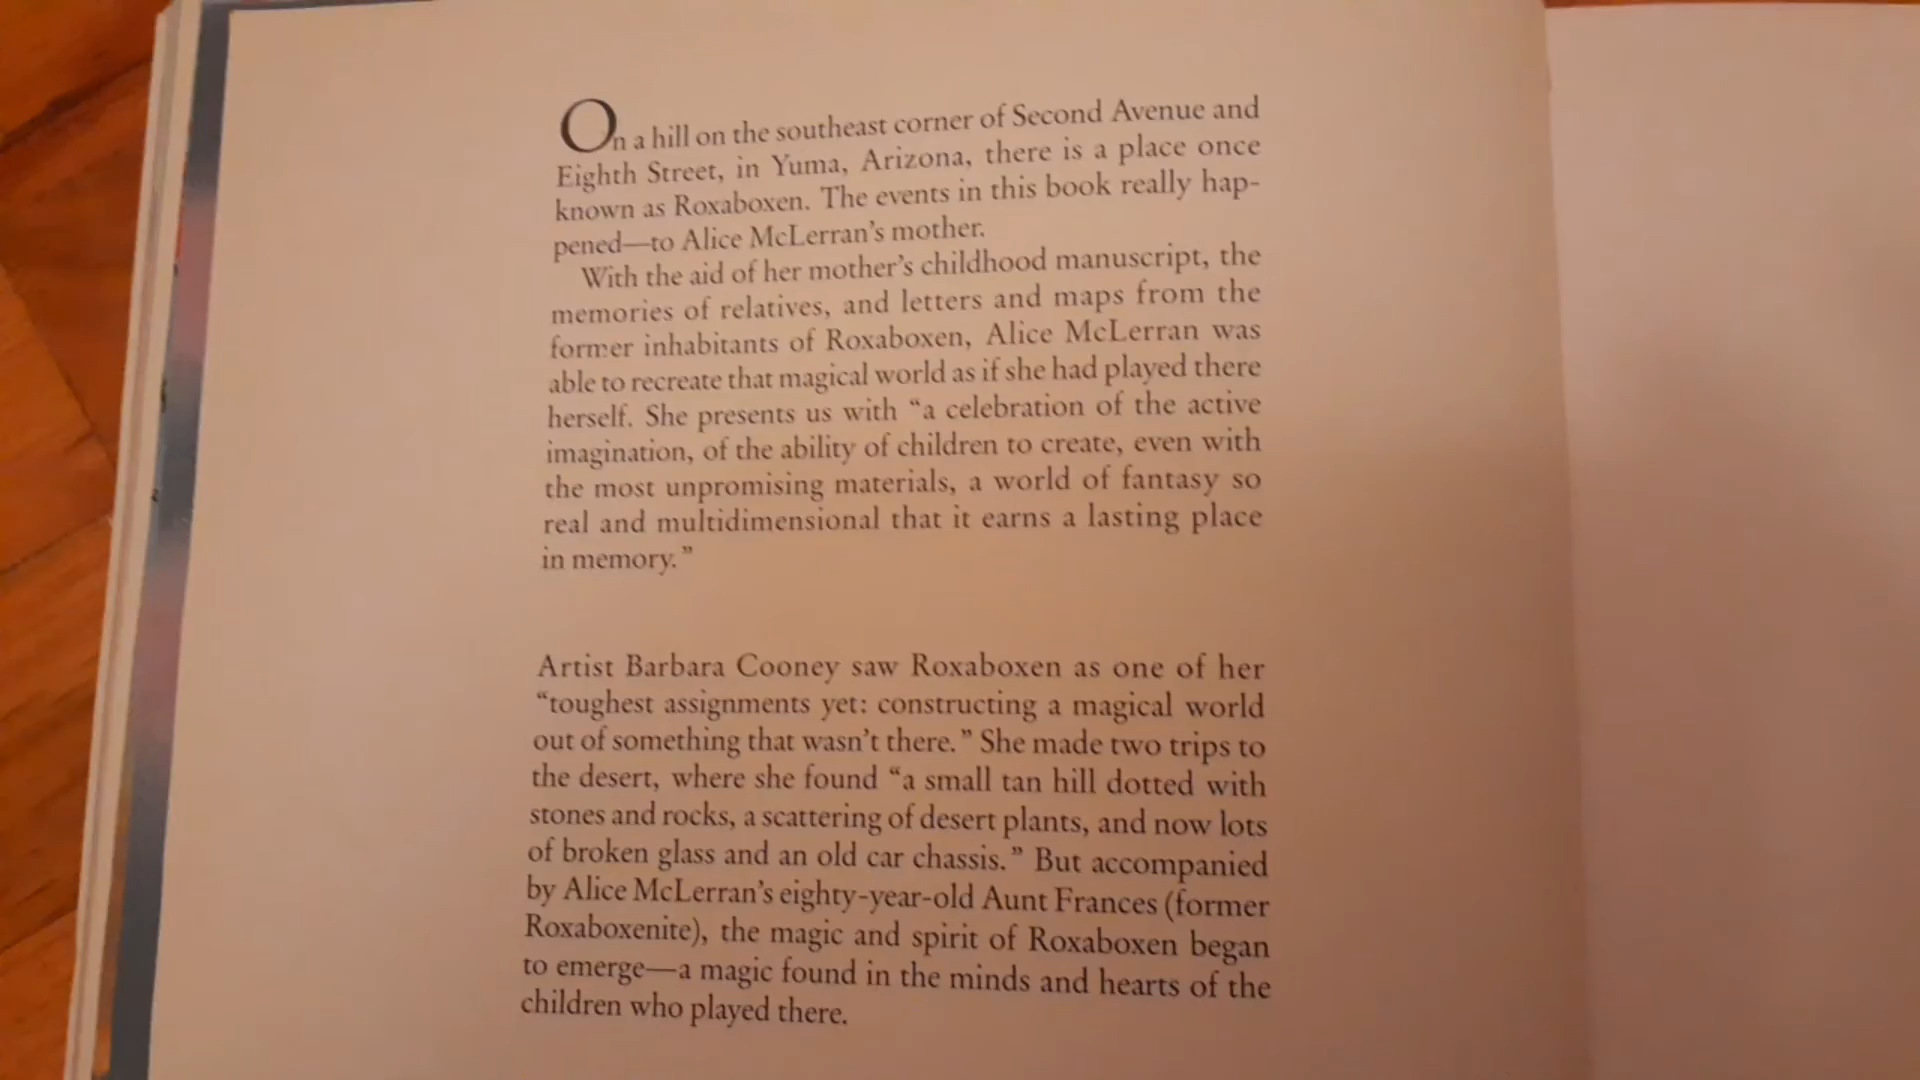 On a hill on the southeast corner of Second Avenue and
Eighth Street, in Yuma, Arizona, there is a place once
known as Roxaboxen. The events in this book really hap-
pened—to Alice McLerran’s mother.
With the aid of her mother’s childhood manuscript, the
memories of relatives, and letters and maps from the
former inhabitants of Roxaboxen, Alice McLerran was
able to recreate that magical world as if she had played there
herself. She presents us with “a celebration of the active
imagination, of the ability of children to create, even with
the most unpromising materials, a world of fantasy so
real and multidimensional that it earns a lasting place
in memory.”
Artist Barbara Cooney saw Roxaboxen as one of her
“toughest assignments yet: constructing a magical world
out of something that wasn’t there.” She made two trips to
the desert, where she found “a small tan hill dotted with
stones and rocks, a scattering of desert plants, and now lots
of broken glass and an old car chassis.” But accompanied
by Alice McLerran’s eighty-year-old Aunt Frances (former
Roxaboxenite), the magic and spirit of Roxaboxen began
to emerge—a magic found in the minds and hearts of the
children who played there.